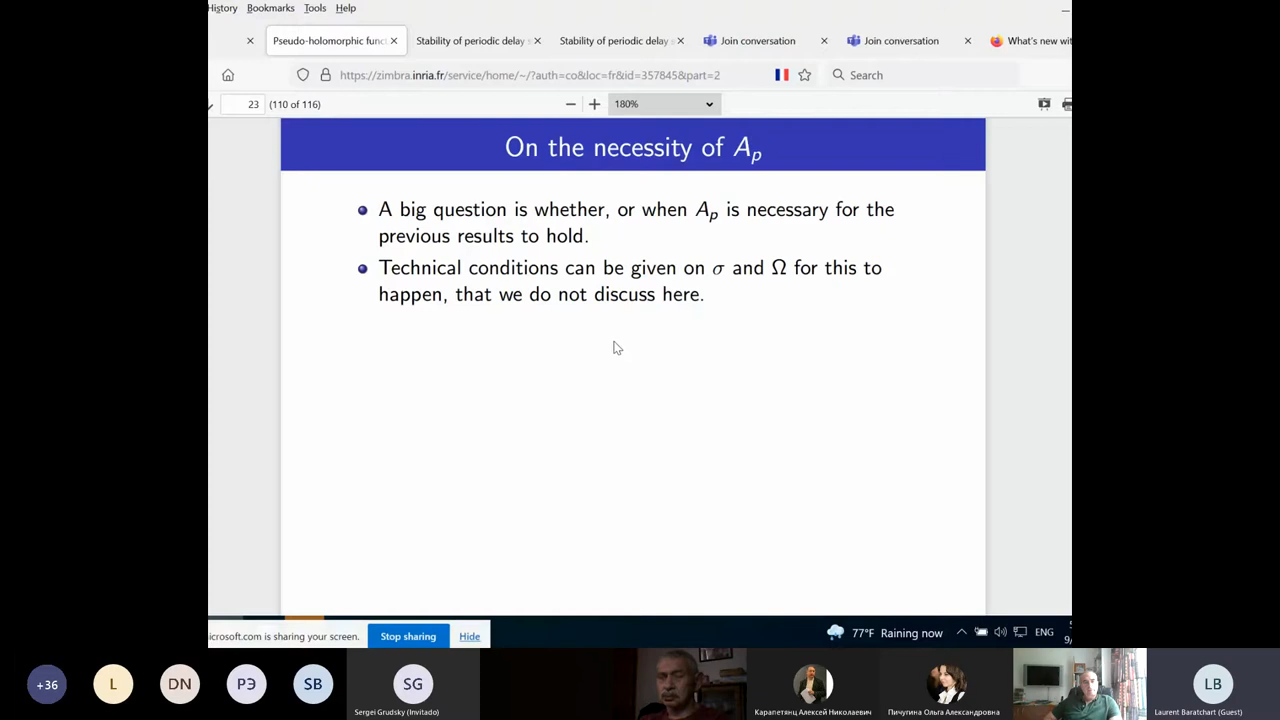 History Bookmarks Tools Help
Pseudo-holomorphic func
Stability of periodic delay s
Stability of periodic delay s
Join conversation
Join conversation
What's new wit
https://zimbra.inria.fr/service/home/~/?auth=co&loc=fr&id=357845&part=2
Search
23 (110 of 116)
180%
On the necessity of Ap
A big question is whether, or when Ap is necessary for the
previous results to hold.
Technical conditions can be given on σ and Ω for this to
happen, that we do not discuss here.
icrosoft.com is sharing your screen.
Stop sharing
Hide
77°F Raining now
ENG
+36
L
DN
РЭ
SB
SG
Sergei Grudsky (Invitado)
Карапетянц Алексей Николаевич
Пичугина Ольга Александровна
LB
Laurent Baratchart (Guest)